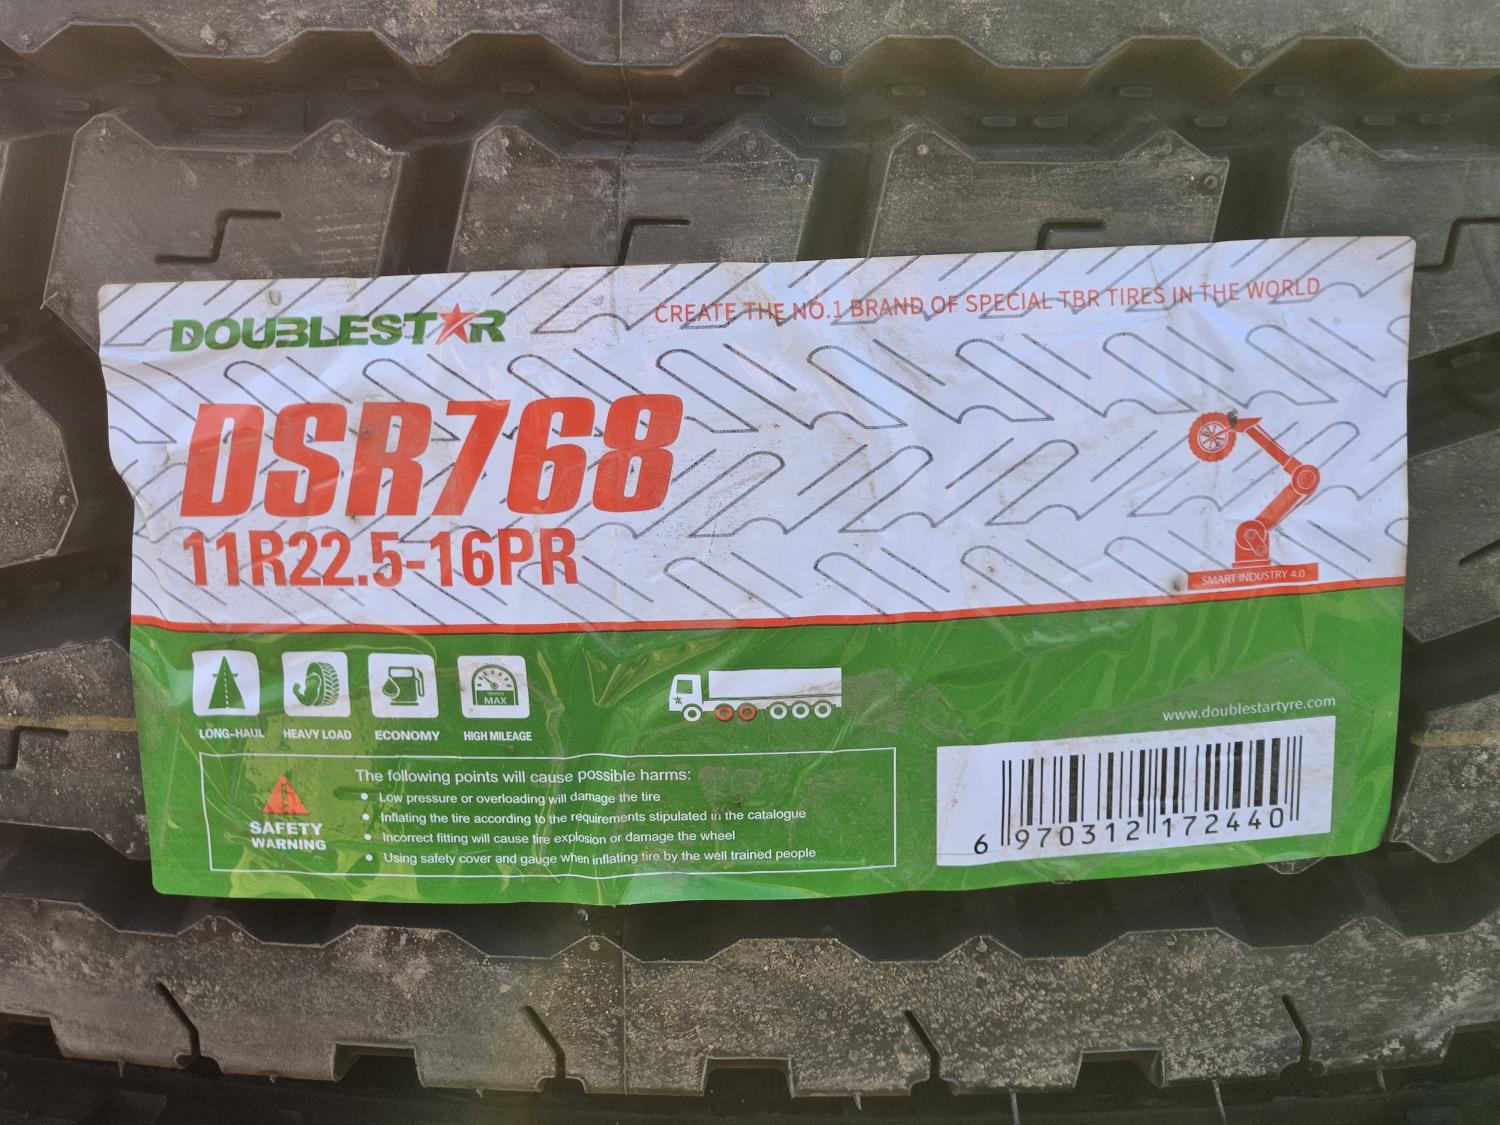 DOUBLESTAR
CREATE THE NO.1 BRAND OF SPECIAL TBR TIRES IN THE WORLD
DSR768
11R22.5-16PR
SMART INDUSTRY 4.0
MAX
LONG-HAUL
HEAVY LOAD
ECONOMY
HIGH MILEAGE
www.doublestartyre.com
SAFETY
WARNING
The following points will cause possible harms:
• Low pressure or overloading will damage the tire
• Inflating the tire according to the requirements stipulated in the catalogue
• Incorrect fitting will cause tire explosion or damage the wheel
• Using safety cover and gauge when inflating tire by the well trained people
6 970312 172440